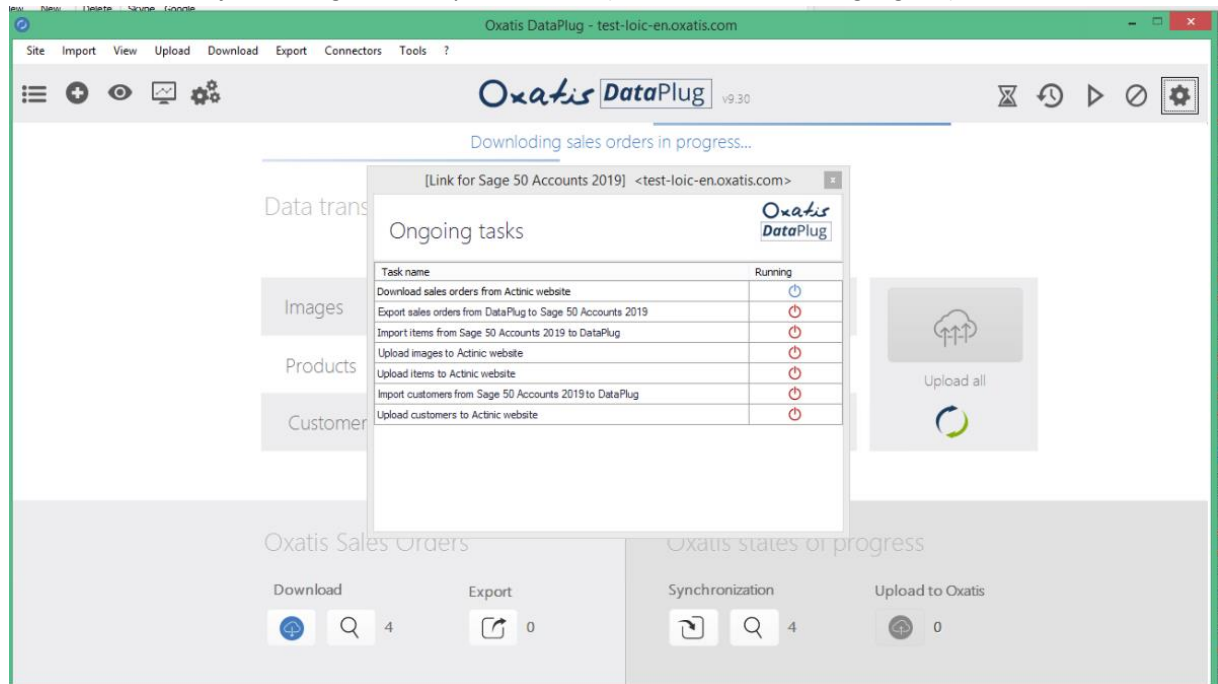 New New Delete Skype Google
Oxatis DataPlug - test-loic-en.oxatis.com
Site Import View Upload Download Export Connectors Tools ?
Oxatis DataPlug v9.30
Downloding sales orders in progress...
[Link for Sage 50 Accounts 2019] <test-loic-en.oxatis.com> x
Data trans
Ongoing tasks
Oxatis
DataPlug
Task name Running
Download sales orders from Actinic website
Export sales orders from DataPlug to Sage 50 Accounts 2019
Import items from Sage 50 Accounts 2019 to DataPlug
Upload images to Actinic website
Upload items to Actinic website
Import customers from Sage 50 Accounts 2019 to DataPlug
Upload customers to Actinic website
Images
Products
Customer
Upload all
Oxatis Sales Orders
Oxatis states of progress
Download Export Synchronization Upload to Oxatis
4 0 4 0